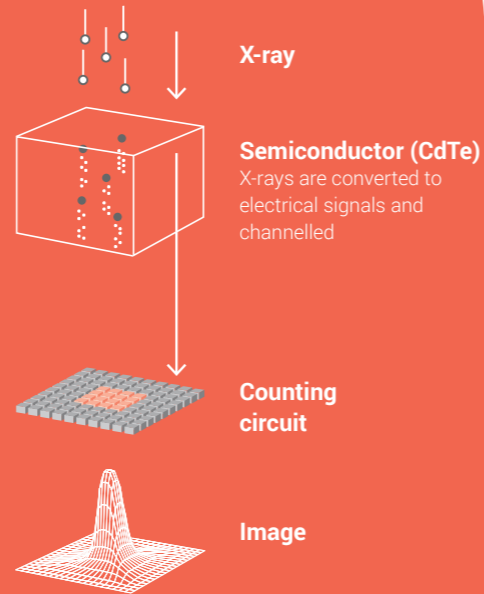 X-ray
Semiconductor (CdTe)
X-rays are converted to
electrical signals and
channelled
Counting
circuit
Image